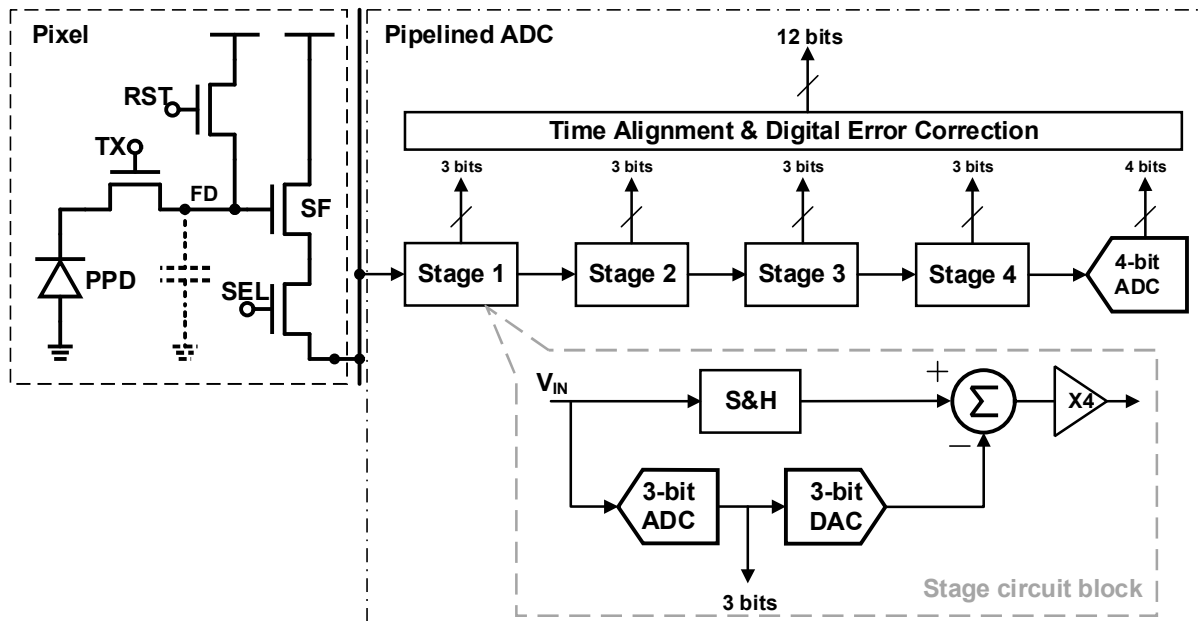 Pixel
RST
TX
FD
SF
PPD
SEL
Pipelined ADC
12 bits
Time Alignment & Digital Error Correction
3 bits
3 bits
3 bits
3 bits
4 bits
Stage 1
Stage 2
Stage 3
Stage 4
4-bit
ADC
VIN
S&H
+
Σ
−
X4
3-bit
ADC
3-bit
DAC
3 bits
Stage circuit block